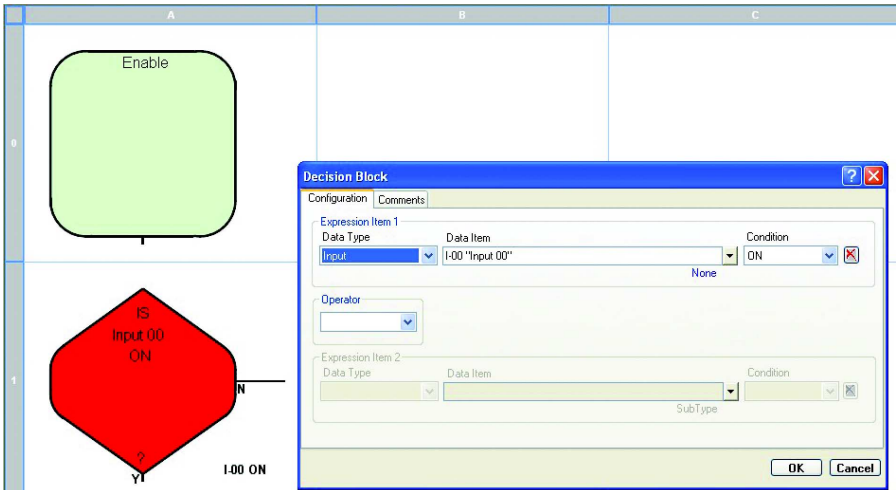 A B C
0
Enable
1
IS
Input 00
ON
?
N
Y
I-00 ON
Decision Block
?
Configuration Comments
Expression Item 1
Data Type Data Item Condition
Input I-00 "Input 00" ON
None
Operator
Expression Item 2
Data Type Data Item Condition
SubType
OK Cancel